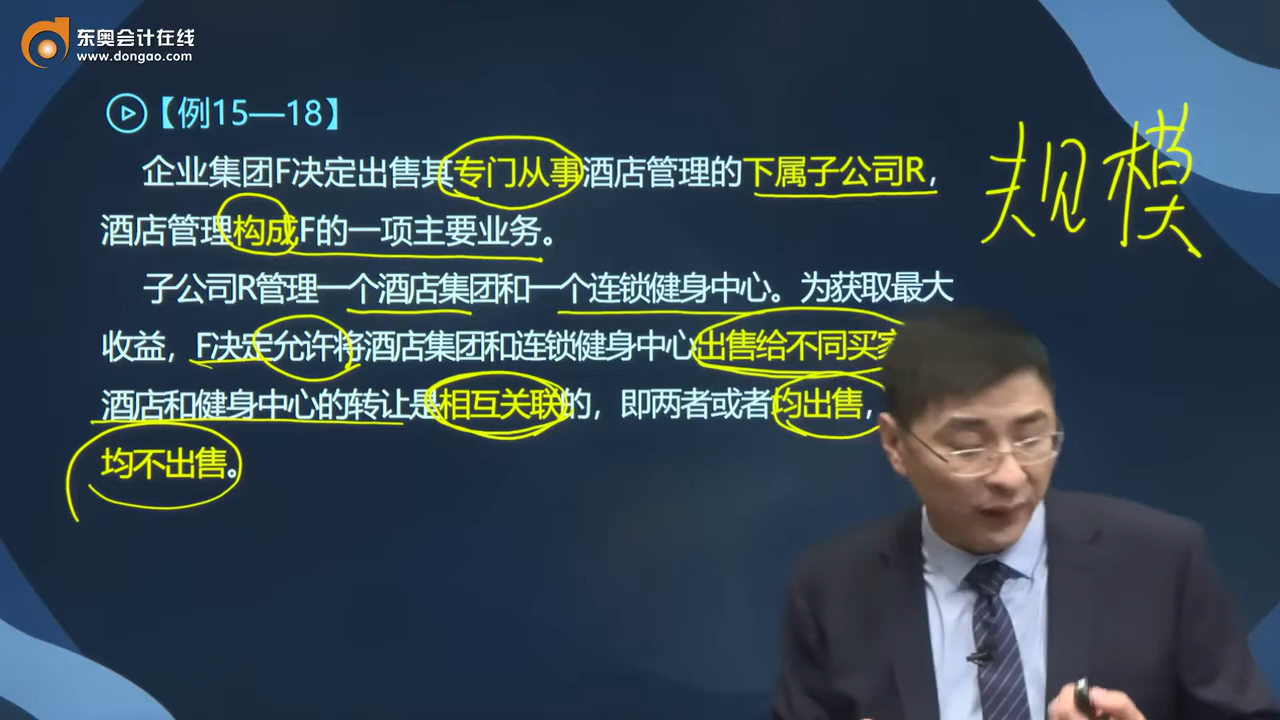 东奥会计在线
www.dongao.com
【例15—18】
企业集团F决定出售其专门从事酒店管理的下属子公司R，
酒店管理构成F的一项主要业务。
子公司R管理一个酒店集团和一个连锁健身中心。为获取最大
收益，F决定允许将酒店集团和连锁健身中心出售给不同买家
酒店和健身中心的转让是相互关联的，即两者或者均出售，
均不出售。
规模